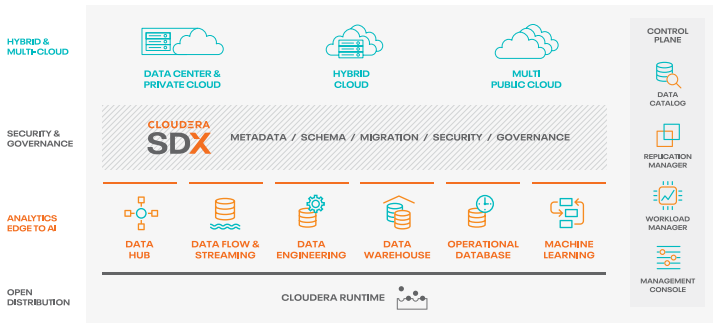 HYBRID &
MULTI-CLOUD
DATA CENTER &
PRIVATE CLOUD
HYBRID
CLOUD
MULTI
PUBLIC CLOUD
SECURITY &
GOVERNANCE
CLOUDERA
SDX
METADATA / SCHEMA / MIGRATION / SECURITY / GOVERNANCE
ANALYTICS
EDGE TO AI
DATA
HUB
DATA FLOW &
STREAMING
DATA
ENGINEERING
DATA
WAREHOUSE
OPERATIONAL
DATABASE
MACHINE
LEARNING
OPEN
DISTRIBUTION
CLOUDERA RUNTIME
CONTROL
PLANE
DATA
CATALOG
REPLICATION
MANAGER
WORKLOAD
MANAGER
MANAGEMENT
CONSOLE